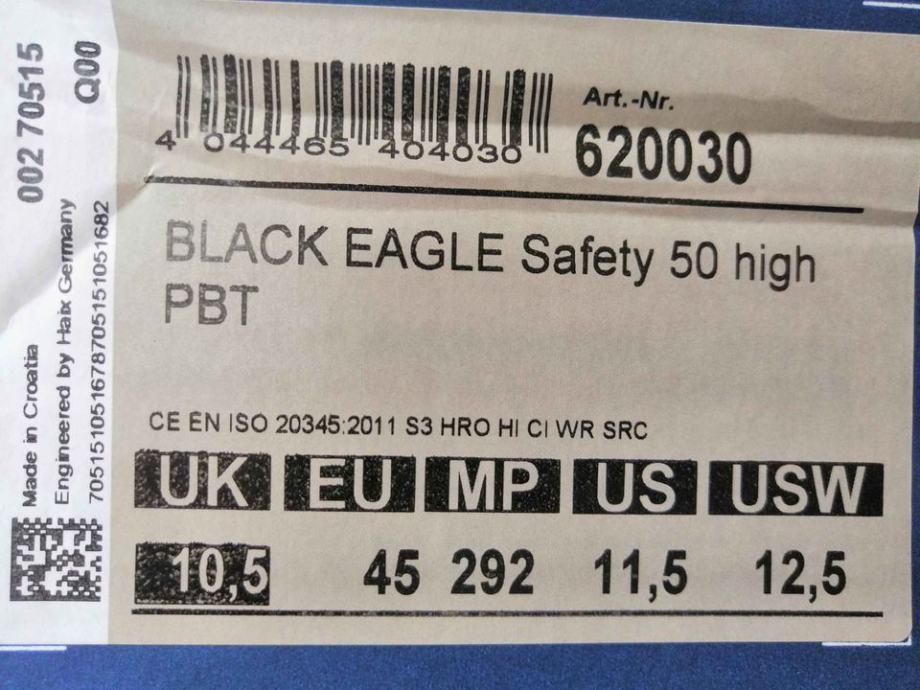 002 70515
Q00
Made in Croatia
Engineered by Haix Germany
7051510516787051510516​82
4 044465 404030
Art.-Nr.
620030
BLACK EAGLE Safety 50 high
PBT
CE EN ISO 20345:2011 S3 HRO HI CI WR SRC
UK EU MP US USW
10,5 45 292 11,5 12,5